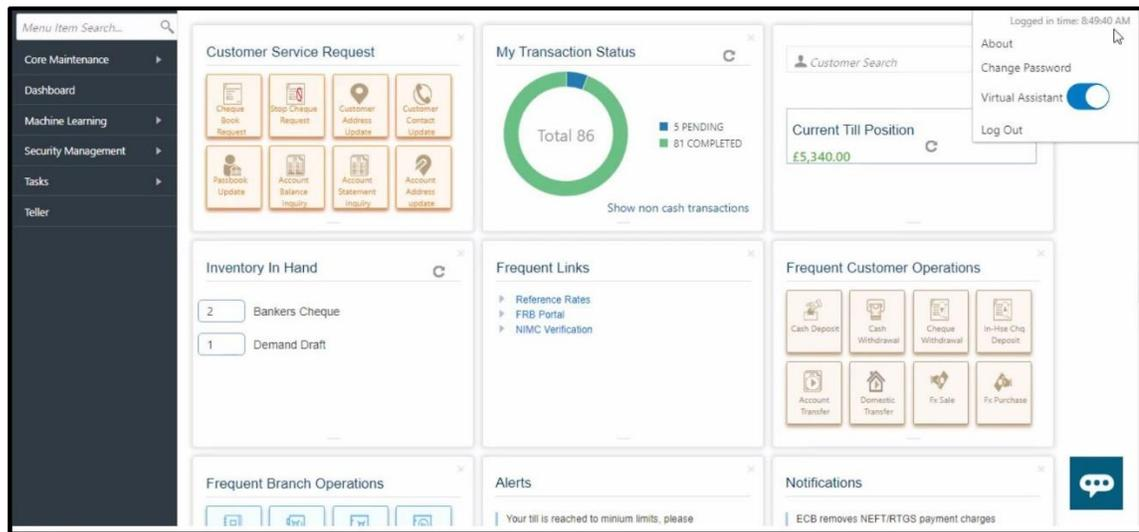 Menu Item Search...
Core Maintenance
Dashboard
Machine Learning
Security Management
Tasks
Teller
Customer Service Request
Cheque
Book
Request
Stop Cheque
Request
Customer
Address
Update
Customer
Contact
Update
Passbook
Update
Account
Balance
Inquiry
Account
Statement
Inquiry
Account
Address
update
My Transaction Status
Total 86
5 PENDING
81 COMPLETED
Show non cash transactions
Customer Search
Current Till Position
£5,340.00
Logged in time: 8:49:40 AM
About
Change Password
Virtual Assistant
Log Out
Inventory In Hand
2 Bankers Cheque
1 Demand Draft
Frequent Links
Reference Rates
FRB Portal
NIMC Verification
Frequent Customer Operations
Cash Deposit
Cash
Withdrawal
Cheque
Withdrawal
In-Hse Chq
Deposit
Account
Transfer
Domestic
Transfer
Fx Sale
Fx Purchase
Frequent Branch Operations
Alerts
Your till is reached to minium limits, please
Notifications
ECB removes NEFT/RTGS payment charges